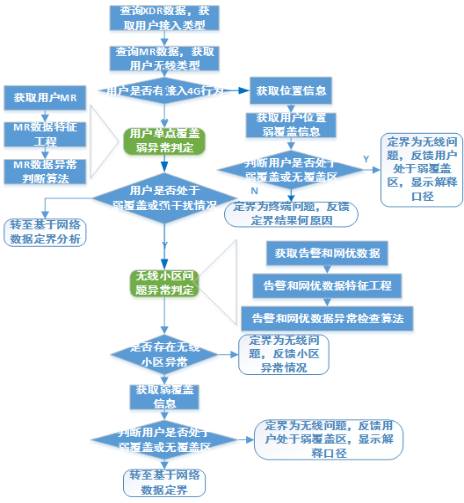 查询XDR数据，获
取用户接入类型
查询MR数据，获取
用户无线类型
用户是否有接入4G行为
获取位置信息
获取用户MR
MR数据特征
工程
MR数据异常
判断算法
用户单点覆盖
弱异常判定
获取用户位置
弱覆盖信息
判断用户是否处于
弱覆盖或无覆盖区
Y
定界为无线问
题，反馈用户
处于弱覆盖
区，显示解释
口径
N
定界为终端问题，反馈
定界结果何原因
用户是否处于
弱覆盖或强干扰情况
转至基于网络
数据定界分析
Y
无线小区问
题异常判定
获取告警和网优数据
告警和网优数据特征工程
告警和网优数据异常检查算法
是否存在无线
小区异常
定界为无线问
题，反馈小区
异常情况
获取弱覆盖
信息
判断用户是否处于
弱覆盖或无覆盖区
定界为无线问题，反馈用
户处于弱覆盖区，显示解
释口径
转至基于网络
数据定界